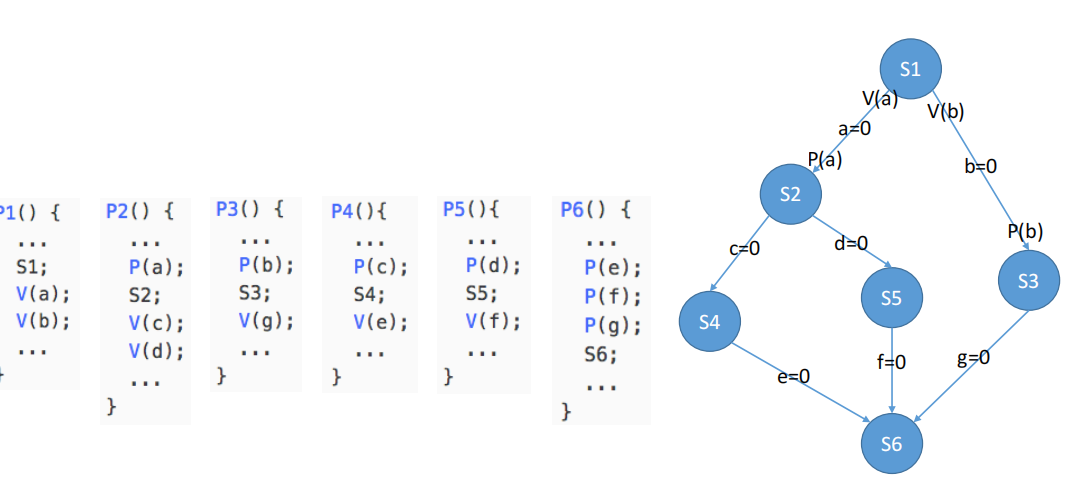 P1() {
...
S1;
V(a);
V(b);
...
}
P2() {
...
P(a);
S2;
V(c);
V(d);
...
}
P3() {
...
P(b);
S3;
V(g);
...
}
P4(){
...
P(c);
S4;
V(e);
...
}
P5(){
...
P(d);
S5;
V(f);
...
}
P6() {
...
P(e);
P(f);
P(g);
S6;
...
}
S1
V(a)
V(b)
a=0
P(a)
b=0
S2
P(b)
c=0
d=0
S3
S5
S4
f=0
g=0
e=0
S6